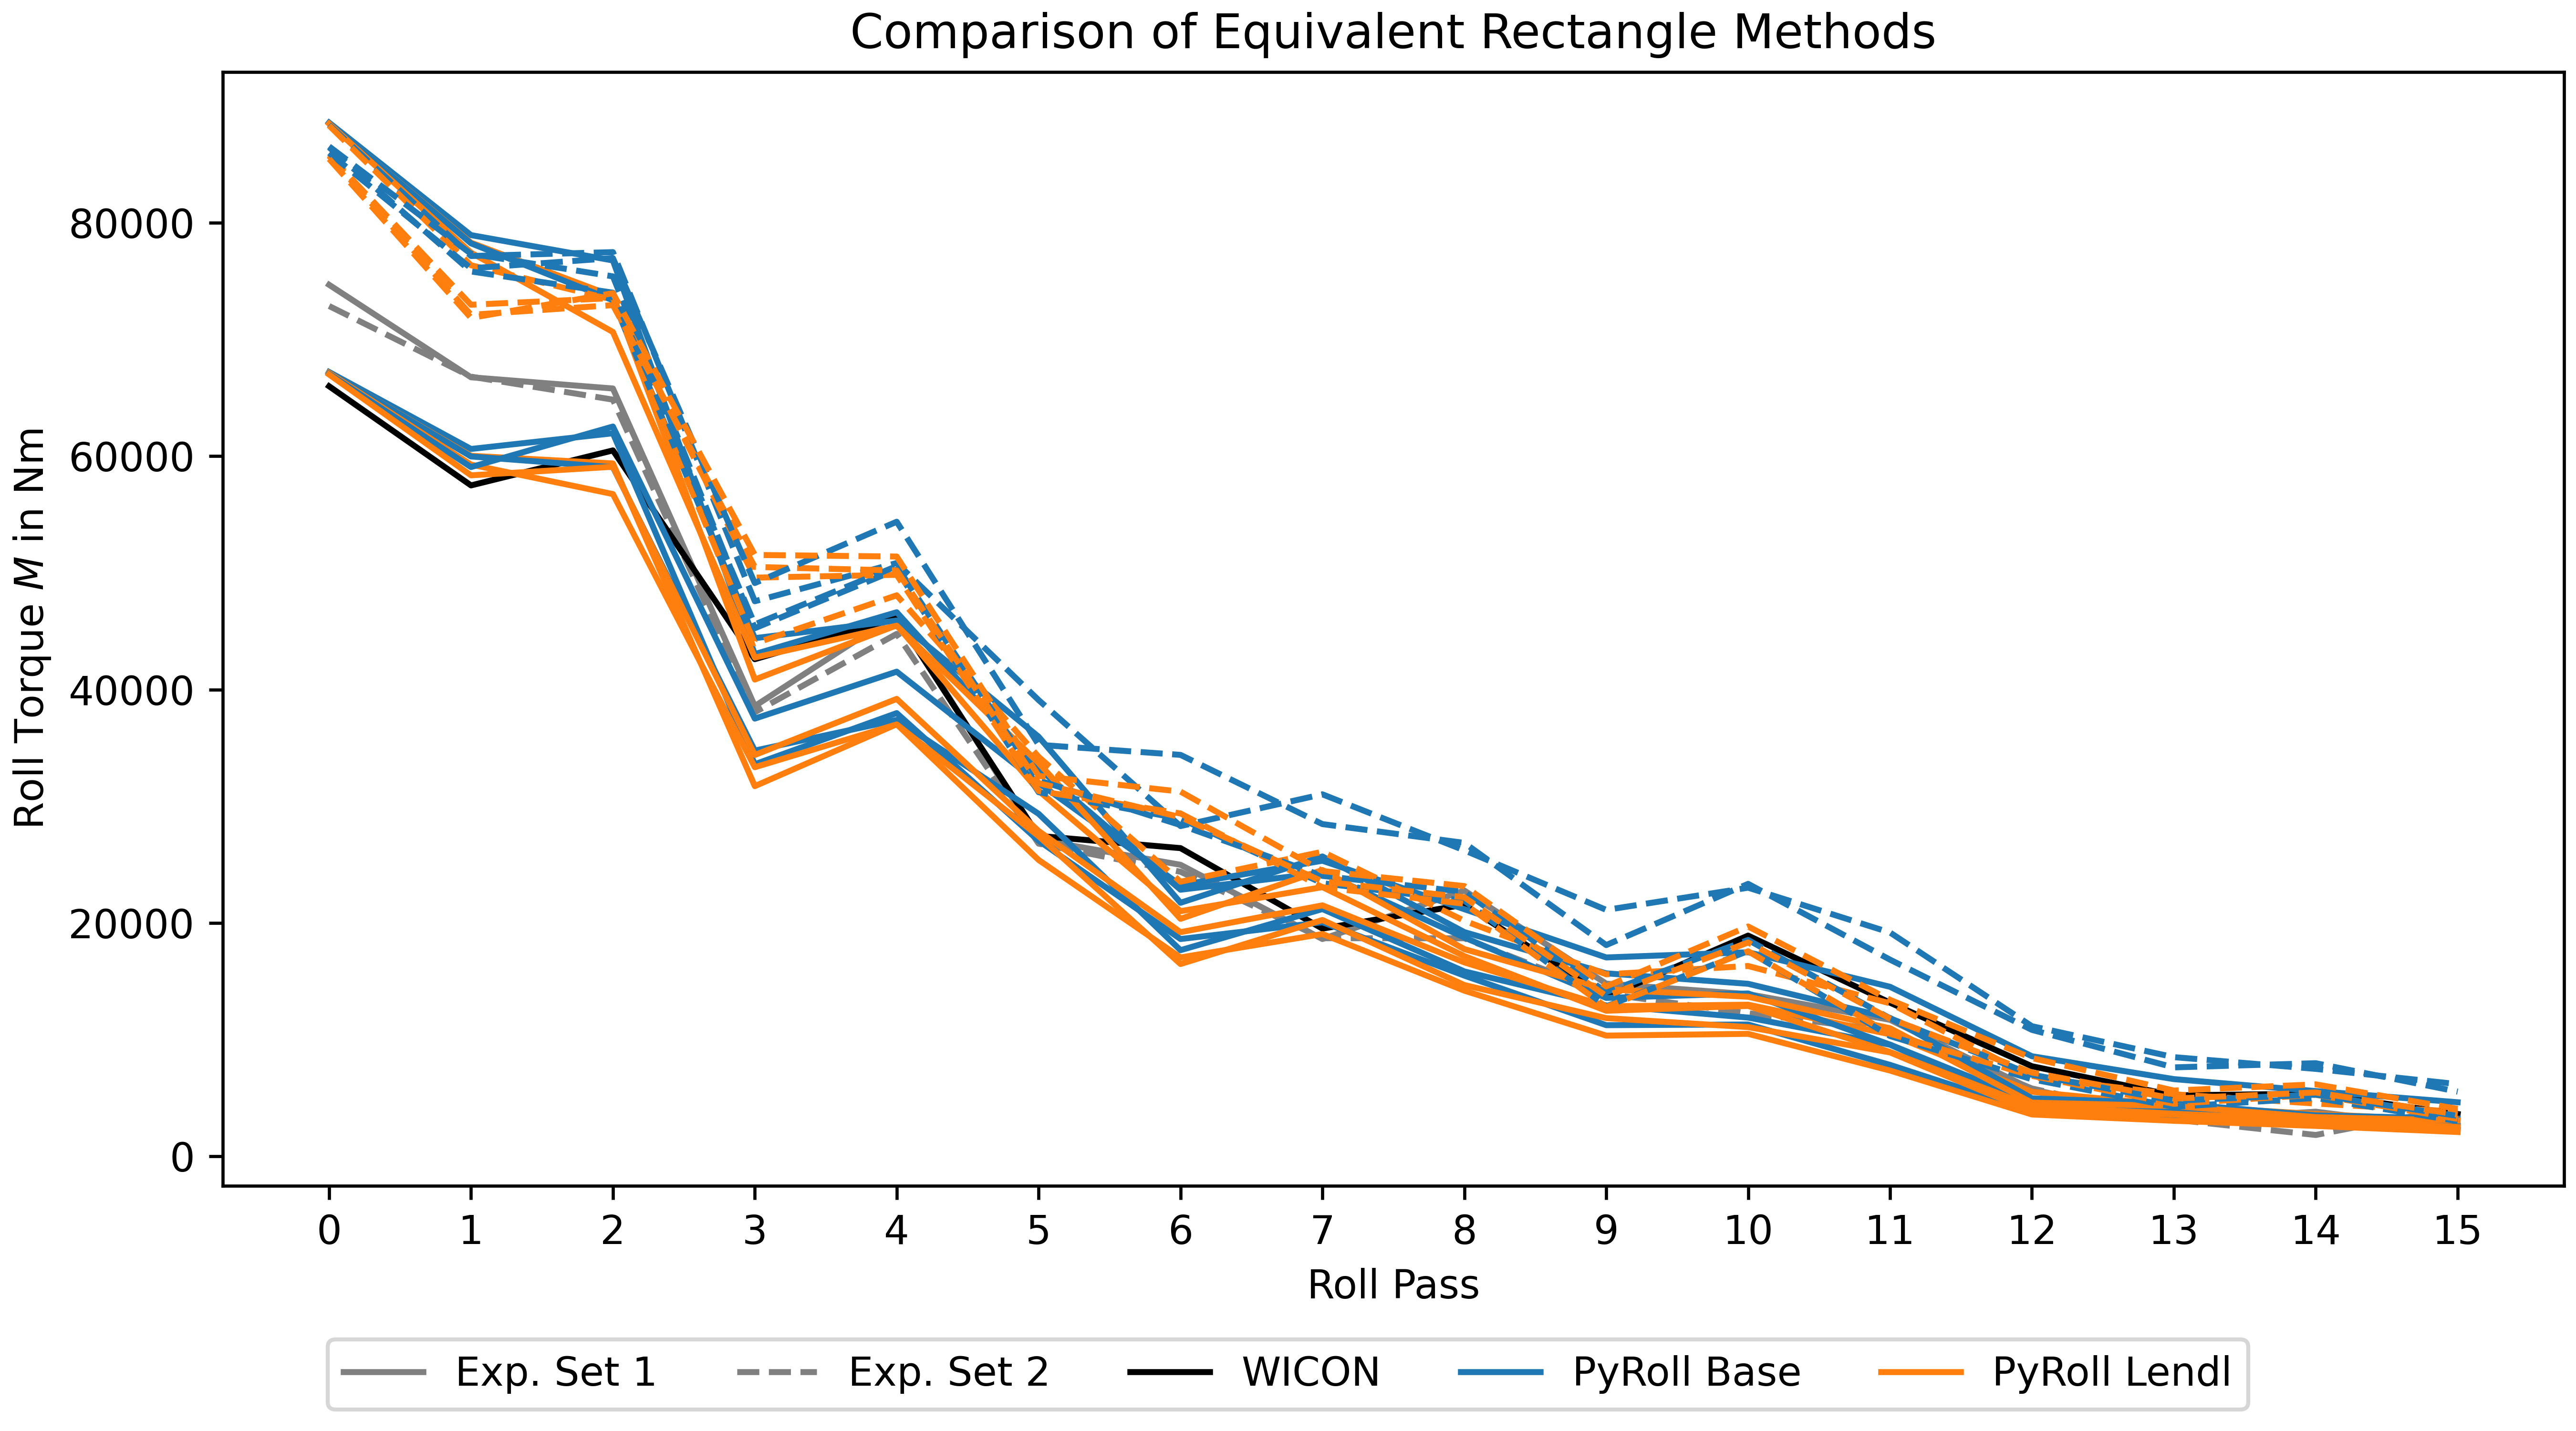 Comparison of Equivalent Rectangle Methods
Roll Torque M in Nm
80000
60000
40000
20000
0
0 1 2 3 4 5 6 7 8 9 10 11 12 13 14 15
Roll Pass
Exp. Set 1 Exp. Set 2 WICON PyRoll Base PyRoll Lendl